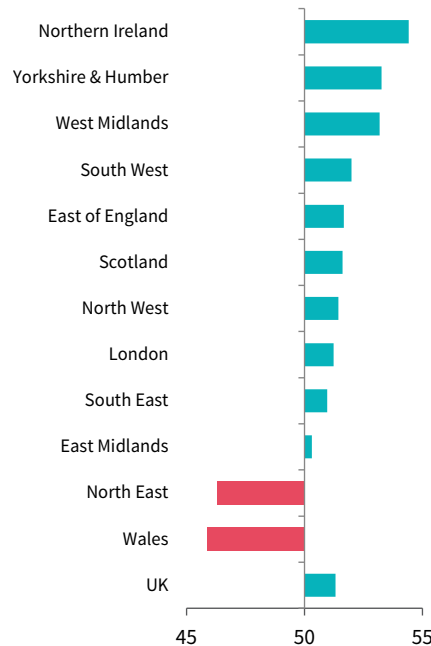 Northern Ireland
Yorkshire & Humber
West Midlands
South West
East of England
Scotland
North West
London
South East
East Midlands
North East
Wales
UK
45 50 55